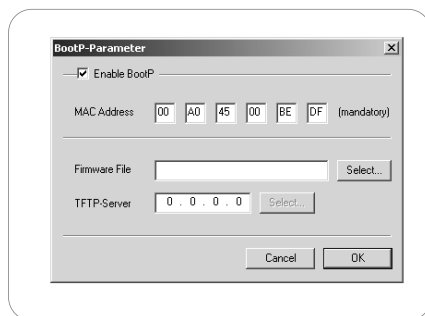 BootP-Parameter
Enable BootP
MAC Address 00 A0 45 00 BE DF (mandatory)
Firmware File Select...
TFTP-Server 0 . 0 . 0 . 0 Select...
Cancel OK